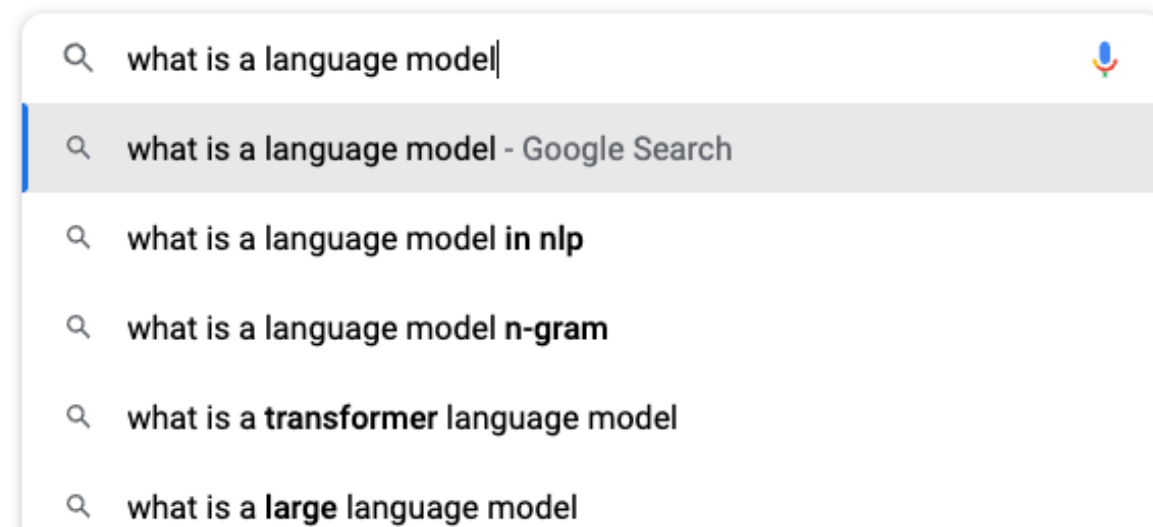 what is a language model
what is a language model - Google Search
what is a language model in nlp
what is a language model n-gram
what is a transformer language model
what is a large language model